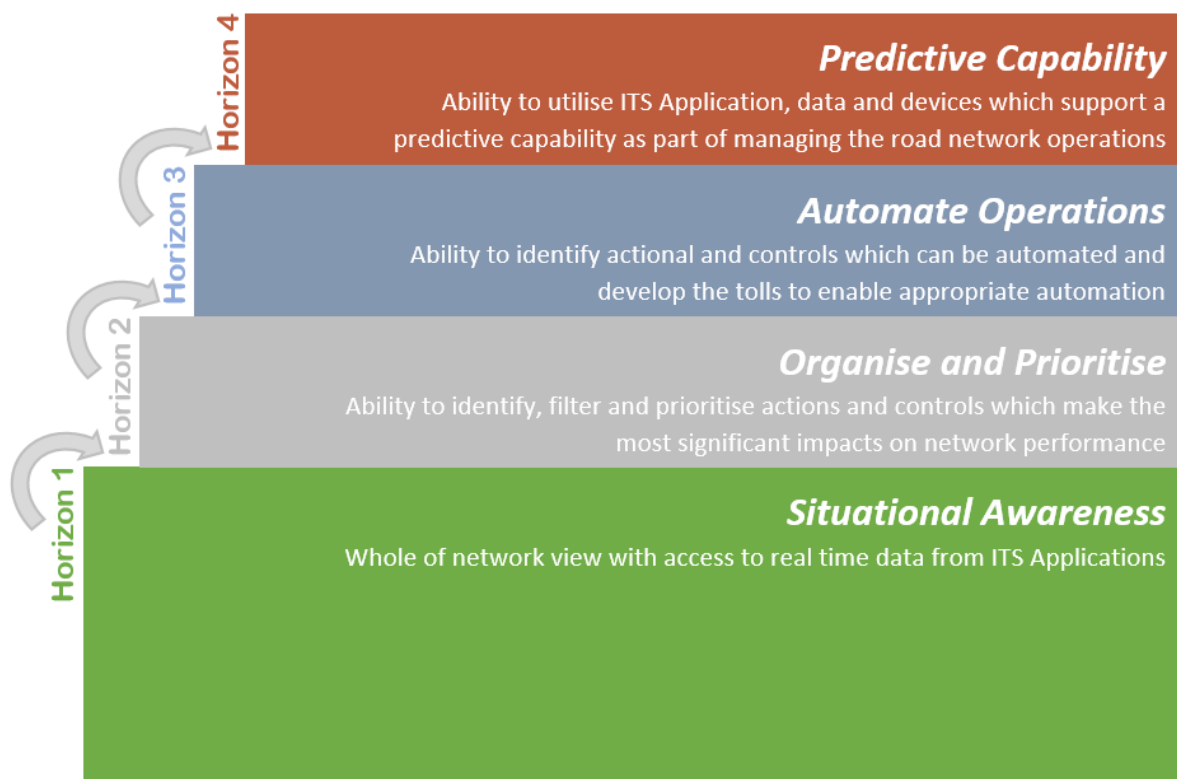 Horizon 4
Predictive Capability
Ability to utilise ITS Application, data and devices which support a
predictive capability as part of managing the road network operations
Horizon 3
Automate Operations
Ability to identify actional and controls which can be automated and
develop the tolls to enable appropriate automation
Horizon 2
Organise and Prioritise
Ability to identify, filter and prioritise actions and controls which make the
most significant impacts on network performance
Horizon 1
Situational Awareness
Whole of network view with access to real time data from ITS Applications